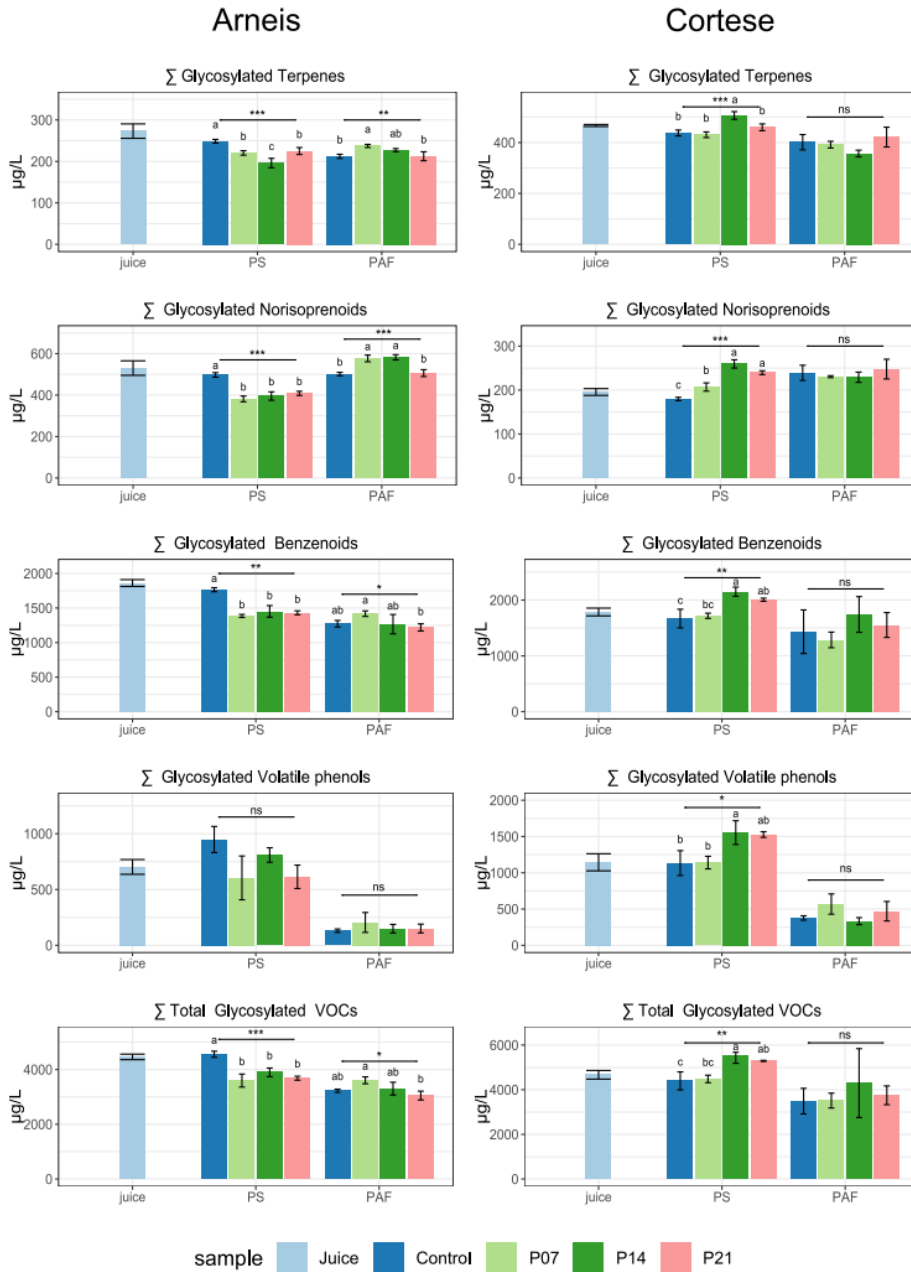 Arneis
Cortese
∑ Glycosylated Terpenes
µg/L
300
200
100
0
a
b
c
b
***
b
a
ab
b
**
juice
PS
PAF
∑ Glycosylated Terpenes
µg/L
400
200
0
b
b
***
a
b
ns
juice
PS
PAF
∑ Glycosylated Norisoprenoids
µg/L
600
400
200
0
a
b
b
b
***
b
a
a
b
***
juice
PS
PAF
∑ Glycosylated Norisoprenoids
µg/L
300
200
100
0
c
b
a
a
***
ns
juice
PS
PAF
∑ Glycosylated Benzenoids
µg/L
2000
1500
1000
500
0
a
b
b
b
**
ab
a
ab
b
*
juice
PS
PAF
∑ Glycosylated Benzenoids
µg/L
2000
1000
0
c
bc
a
ab
**
ns
juice
PS
PAF
∑ Glycosylated Volatile phenols
µg/L
1000
500
0
ns
ns
juice
PS
PAF
∑ Glycosylated Volatile phenols
µg/L
2000
1500
1000
500
0
b
b
a
ab
*
ns
juice
PS
PAF
∑ Total Glycosylated VOCs
µg/L
4000
2000
0
a
b
b
b
***
ab
a
ab
b
*
juice
PS
PAF
∑ Total Glycosylated VOCs
µg/L
6000
4000
2000
0
c
bc
a
ab
**
ns
juice
PS
PAF
sample Juice Control P07 P14 P21